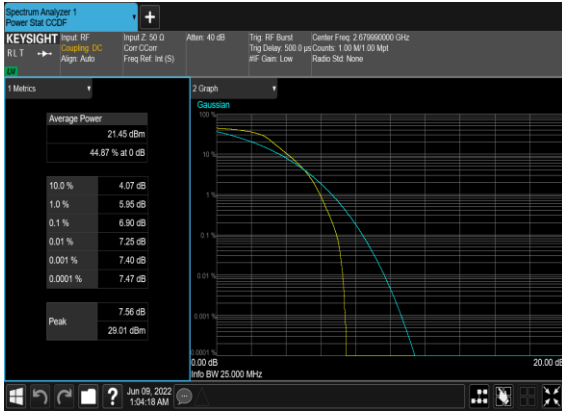 Spectrum Analyzer 1
Power Stat CCDF
+
KEYSIGHT
RLT
Input: RF
Coupling: DC
Align: Auto
Input Z: 50 Ω
Corr CCorr
Freq Ref: Int (S)
Atten: 40 dB
Trig: RF Burst
Trig Delay: 500.0 µs
#IF Gain: Low
Center Freq: 2.679990000 GHz
Counts: 1.00 M/1.00 Mpt
Radio Std: None
1 Metrics
Average Power
21.45 dBm
44.87 % at 0 dB
10.0 % 4.07 dB
1.0 % 5.95 dB
0.1 % 6.90 dB
0.01 % 7.25 dB
0.001 % 7.40 dB
0.0001 % 7.47 dB
Peak
7.56 dB
29.01 dBm
2 Graph
Gaussian
100 %
10 %
1 %
0.1 %
0.01 %
0.001 %
0.0001 %
0.00 dB
20.00 dB
Info BW 25.000 MHz
?
Jun 09, 2022
1:04:18 AM